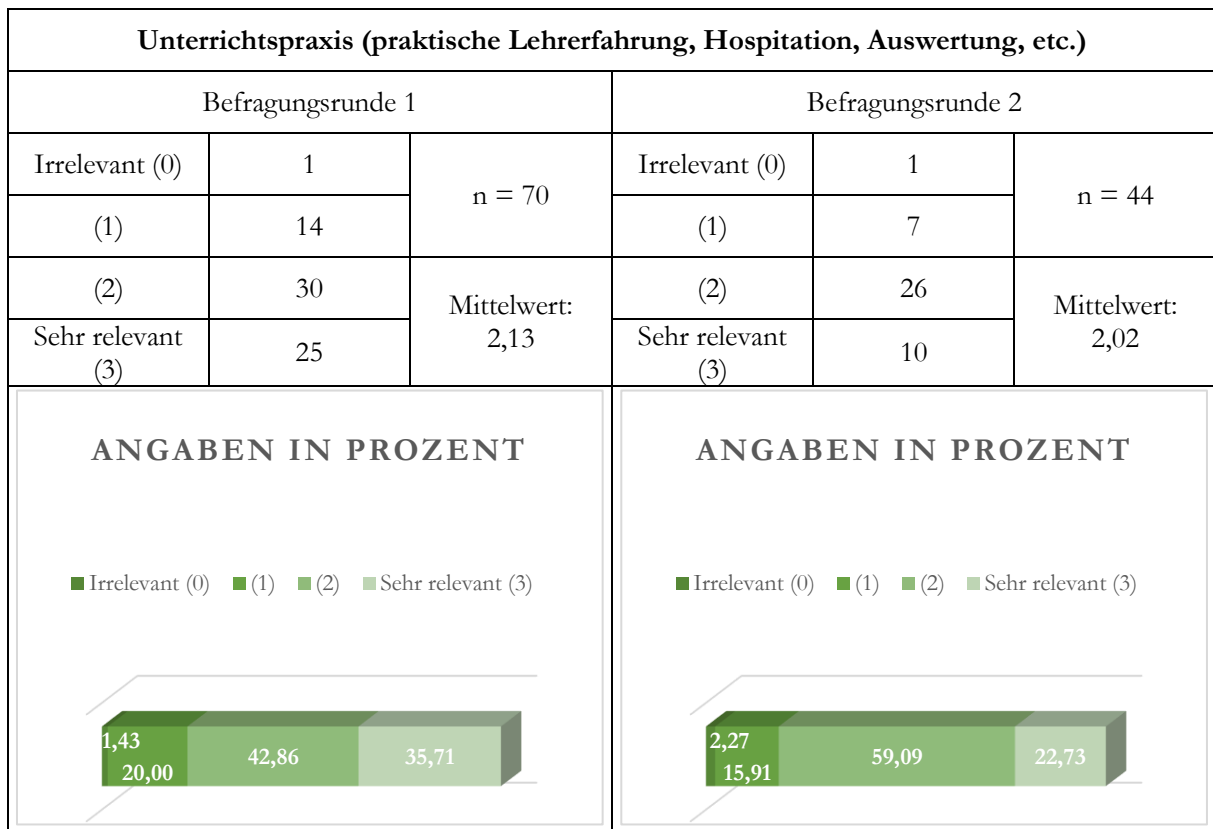 Unterrichtspraxis (praktische Lehrerfahrung, Hospitation, Auswertung, etc.)
Befragungsrunde 1
Irrelevant (0)
1
n = 70
(1)
14
(2)
30
Mittelwert:
2,13
Sehr relevant
(3)
25
Befragungsrunde 2
Irrelevant (0)
1
n = 44
(1)
7
(2)
26
Mittelwert:
2,02
Sehr relevant
(3)
10
ANGABEN IN PROZENT
Irrelevant (0) (1) (2) Sehr relevant (3)
1,43
20,00
42,86
35,71
ANGABEN IN PROZENT
Irrelevant (0) (1) (2) Sehr relevant (3)
2,27
15,91
59,09
22,73